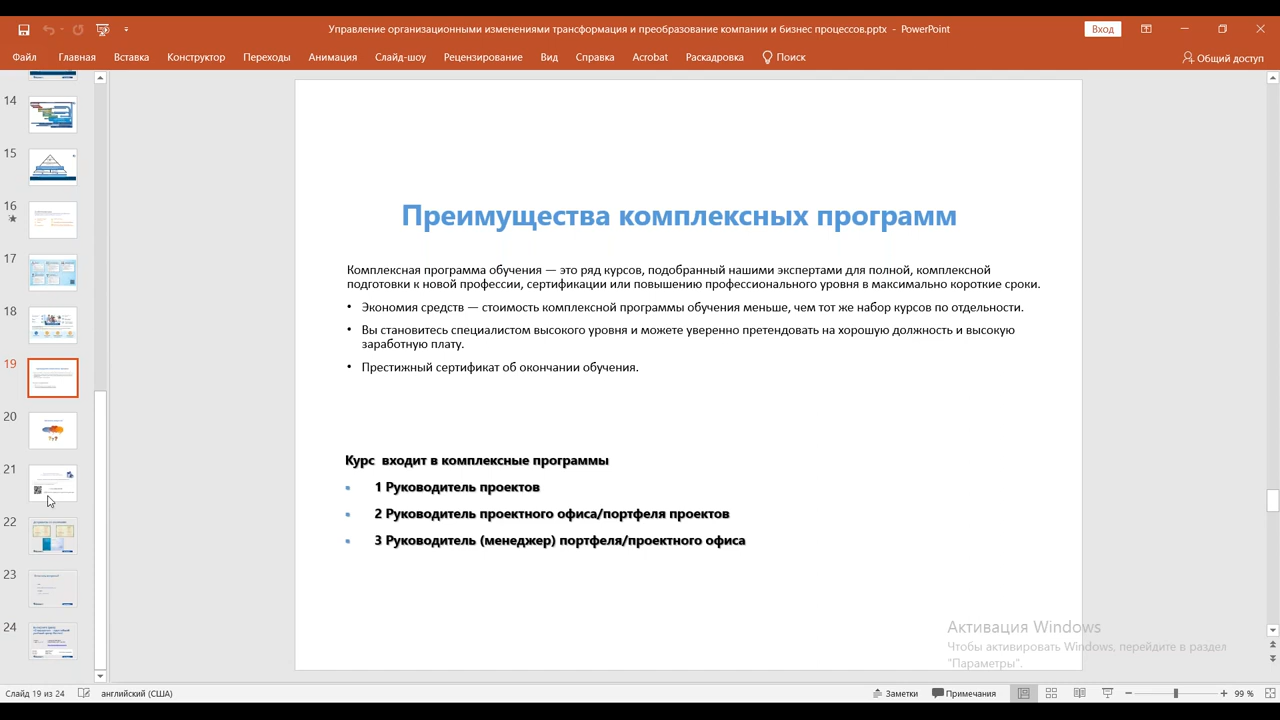 Управление организационными изменениями трансформация и преобразование компании и бизнес процессов.pptx - PowerPoint
Вход
Файл Главная Вставка Конструктор Переходы Анимация Слайд-шоу Рецензирование Вид Справка Acrobat Раскадровка Поиск Общий доступ
14
15
16
17
18
19
20
21
22
23
24
Преимущества комплексных программ
Комплексная программа обучения — это ряд курсов, подобранный нашими экспертами для полной, комплексной
подготовки к новой профессии, сертификации или повышению профессионального уровня в максимально короткие сроки.
• Экономия средств — стоимость комплексной программы обучения меньше, чем тот же набор курсов по отдельности.
• Вы становитесь специалистом высокого уровня и можете уверенно претендовать на хорошую должность и высокую
заработную плату.
• Престижный сертификат об окончании обучения.
Курс входит в комплексные программы
▪ 1 Руководитель проектов
▪ 2 Руководитель проектного офиса/портфеля проектов
▪ 3 Руководитель (менеджер) портфеля/проектного офиса
Активация Windows
Чтобы активировать Windows, перейдите в раздел
"Параметры".
Слайд 19 из 24 английский (США) Заметки Примечания 99 %